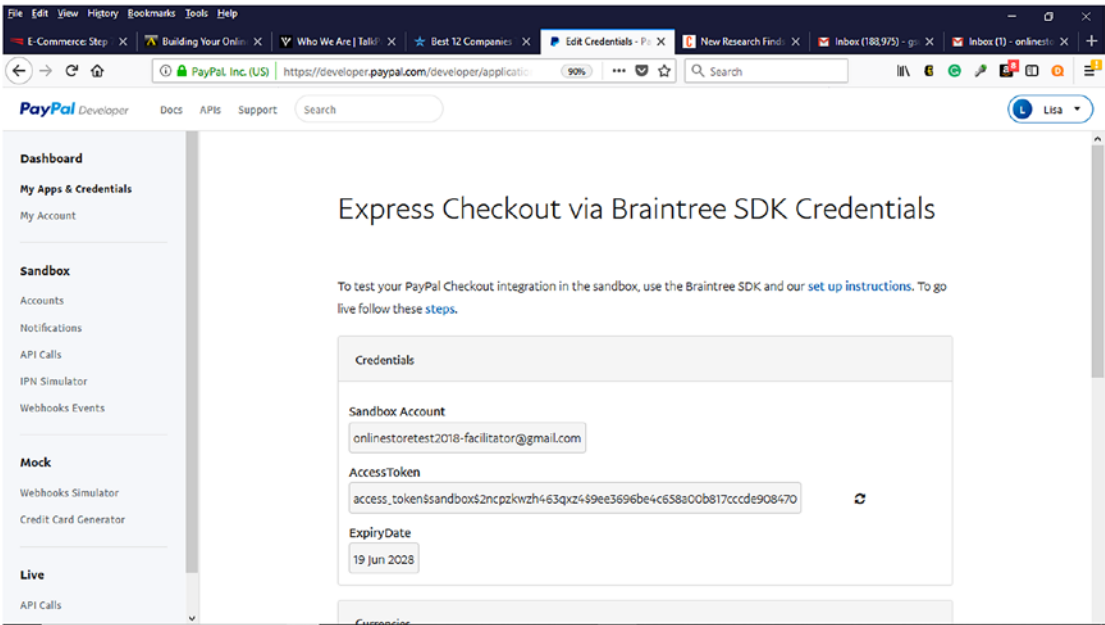 File Edit View History Bookmarks Tools Help
E-Commerce: Step
Building Your Onlin
Who We Are | TalkP
Best 12 Companies
Edit Credentials - Pa
New Research Finds
Inbox (188,975) - gs
Inbox (1) - onlinesto
PayPal, Inc. (US) https://developer.paypal.com/developer/applicatio 90% Search
PayPal Developer Docs APIs Support Search L Lisa
Dashboard
My Apps & Credentials
My Account
Sandbox
Accounts
Notifications
API Calls
IPN Simulator
Webhooks Events
Mock
Webhooks Simulator
Credit Card Generator
Live
API Calls
Express Checkout via Braintree SDK Credentials
To test your PayPal Checkout integration in the sandbox, use the Braintree SDK and our set up instructions. To go
live follow these steps.
Credentials
Sandbox Account
onlinestoretest2018-facilitator@gmail.com
AccessToken
access_token$sandbox$2ncpzkwzh463qxz4$9ee3696be4c658a00b817cccde908470
ExpiryDate
19 Jun 2028
Currencies